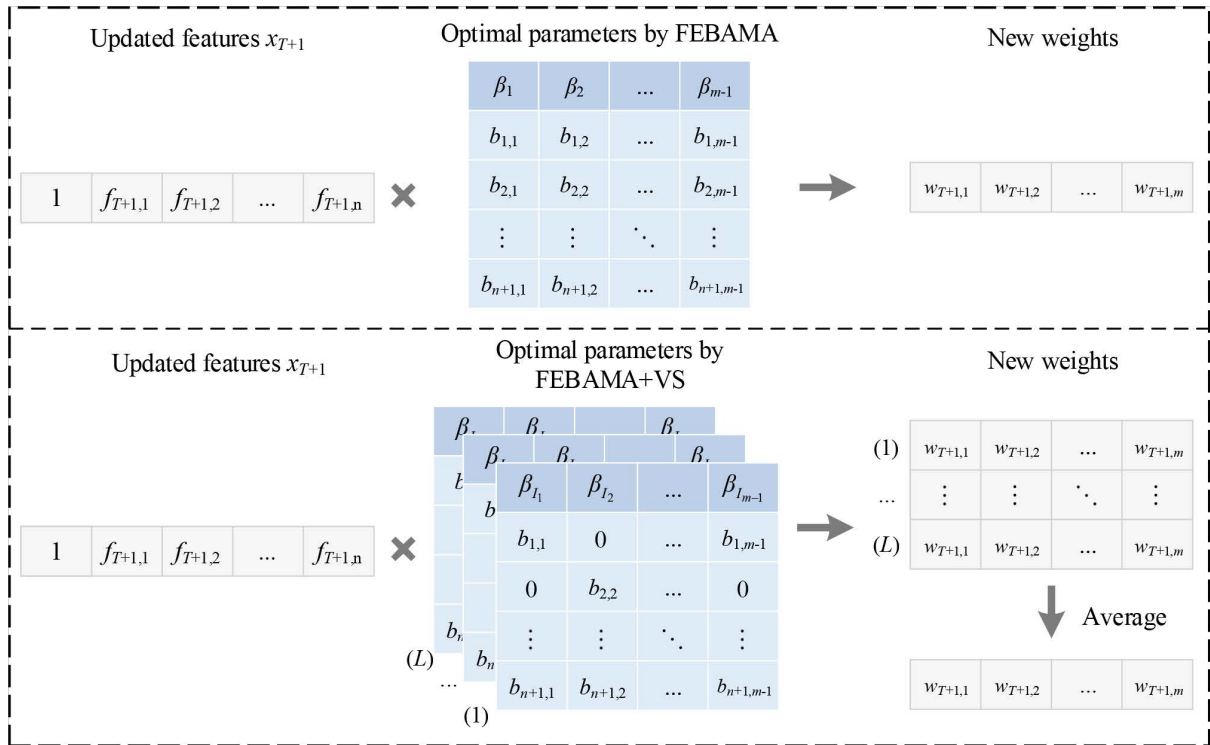 Updated features x_{T+1}
Optimal parameters by FEBAMA
New weights
β_1 β_2 ... β_{m-1}
b_{1,1} b_{1,2} ... b_{1,m-1}
1 f_{T+1,1} f_{T+1,2} ... f_{T+1,n} × b_{2,1} b_{2,2} ... b_{2,m-1} w_{T+1,1} w_{T+1,2} ... w_{T+1,m}
⋮ ⋮ ⋱ ⋮
b_{n+1,1} b_{n+1,2} ... b_{n+1,m-1}
Updated features x_{T+1}
Optimal parameters by
FEBAMA+VS
New weights
β_{I_1} β_{I_2} ... β_{I_{m-1}}
b_{1,1} 0 ... b_{1,m-1}
1 f_{T+1,1} f_{T+1,2} ... f_{T+1,n} × 0 b_{2,2} ... 0
⋮ ⋮ ⋱ ⋮
b_{n+1,1} b_{n+1,2} ... b_{n+1,m-1}
(L)
...
(1)
(1) w_{T+1,1} w_{T+1,2} ... w_{T+1,m}
... ⋮ ⋮ ⋱ ⋮
(L) w_{T+1,1} w_{T+1,2} ... w_{T+1,m}
Average
w_{T+1,1} w_{T+1,2} ... w_{T+1,m}